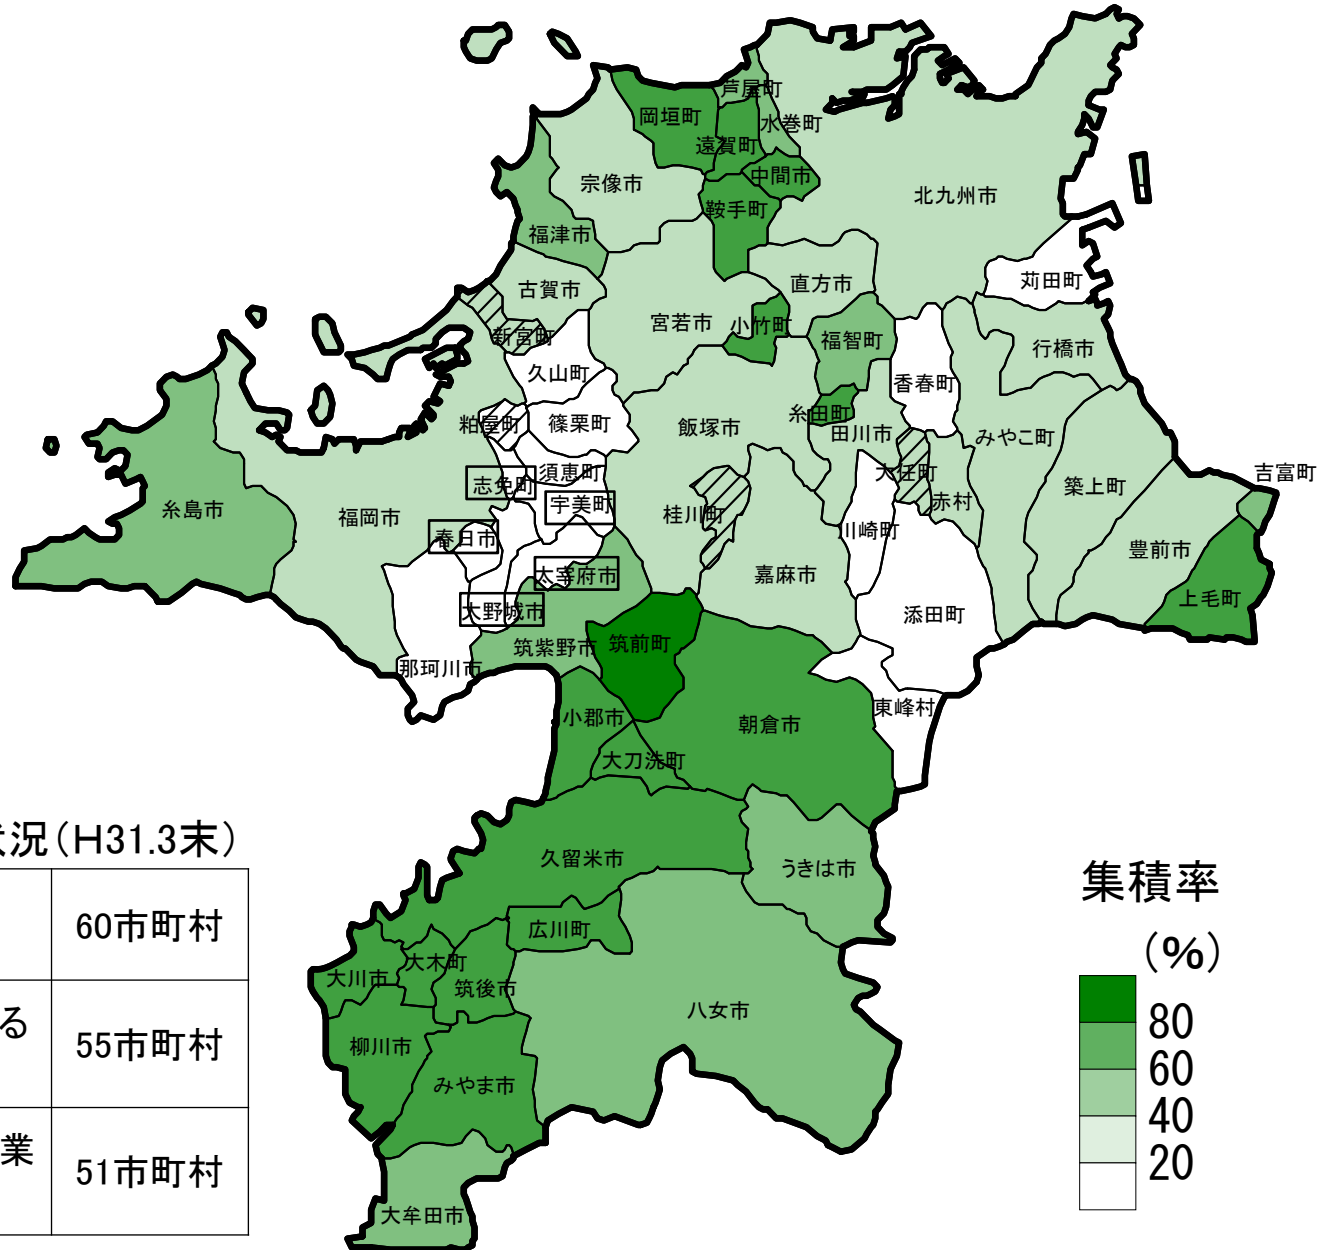 芦屋町
岡垣町
水巻町
遠賀町
中間市
宗像市
鞍手町
北九州市
福津市
古賀市
直方市
苅田町
宮若市
小竹町
新宮町
福智町
行橋市
久山町
香春町
粕屋町
篠栗町
飯塚市
糸田町
田川市
みやこ町
須恵町
志免町
大任町
吉富町
築上町
宇美町
桂川町
赤村
糸島市
福岡市
春日市
川崎町
豊前市
太宰府市
嘉麻市
上毛町
大野城市
添田町
筑紫野市
筑前町
那珂川市
東峰村
小郡市
朝倉市
大刀洗町
況(H31.3末)
久留米市
うきは市
60市町村
広川町
大川市
大木町
筑後市
八女市
る
55市町村
柳川市
みやま市
業
51市町村
大牟田市
集積率
(%)
80
60
40
20